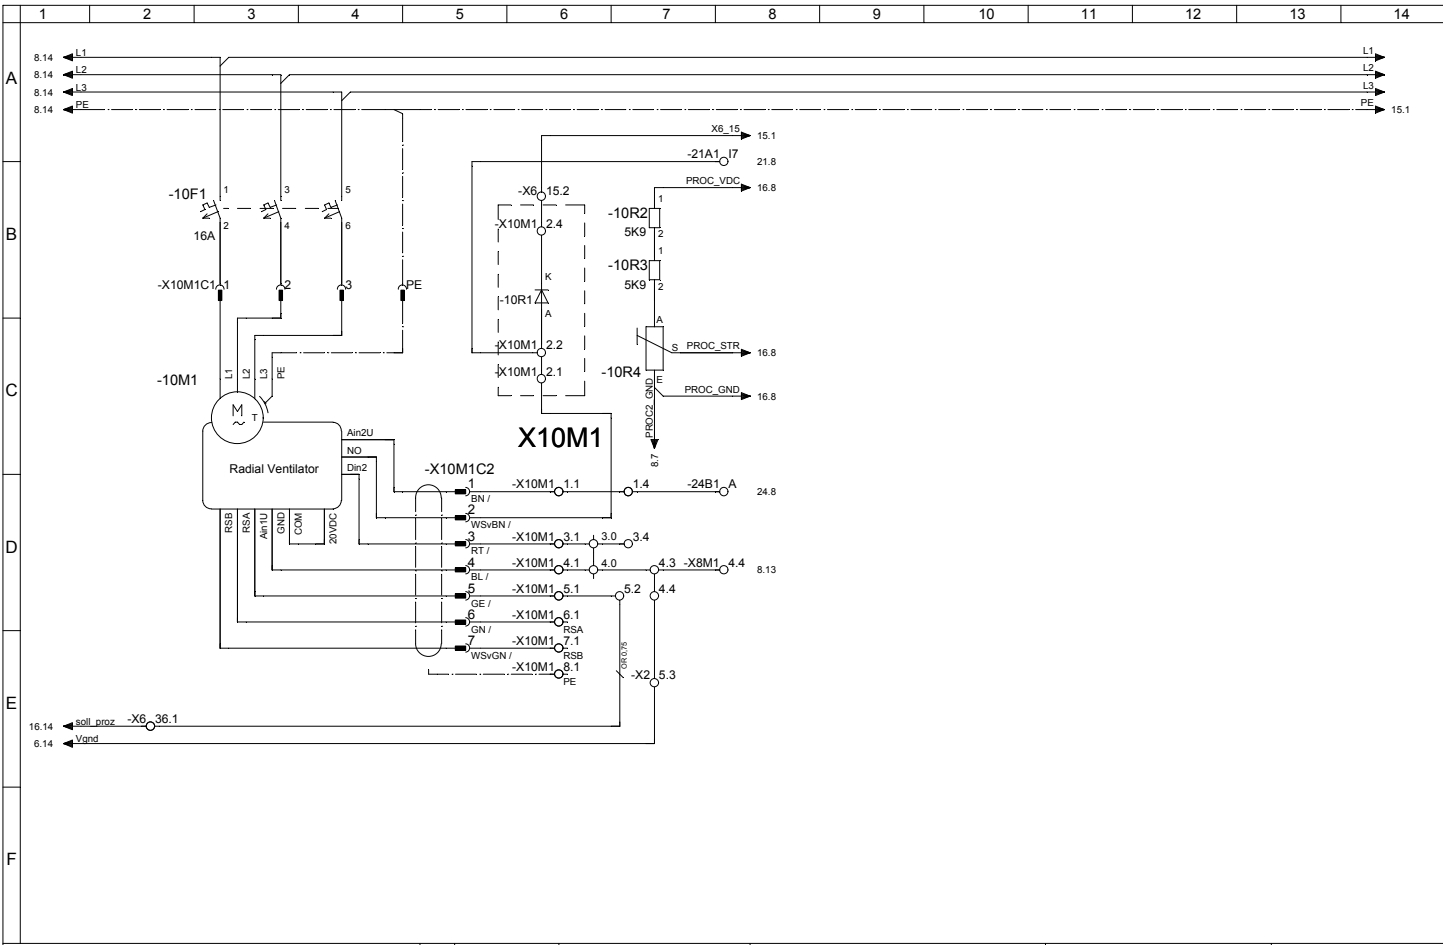 1 2 3 4 5 6 7 8 9 10 11 12 13 14
A
8.14 L1 L1
8.14 L2 L2
8.14 L3 L3
8.14 PE PE 15.1
X6_15 15.1
-21A1 I7 21.8
B
-10F1 1 3 5
2 4 6
16A
-X6 15.2
-X10M1 2.4
PROC_VDC 16.8
1
-10R2
5K9 2
1
-10R3
5K9 2
K
-10R1
A
-X10M1C1 1 2 3 PE
C
-X10M1 2.2
-X10M1 2.1
A
S PROC_STR 16.8
-10R4
E PROC_GND 16.8
PROC2_GND
8.7
-10M1
L1 L2 L3 PE
M
~
T
X10M1
Radial Ventilator
Ain2U
NO
Din2
RSB RSA Ain1U GND COM 20VDC
D
-X10M1C2
1 -X10M1 1.1 1.4 -24B1 A 24.8
BN /
2
WSvBN /
3 -X10M1 3.1 3.0 3.4
RT /
4 -X10M1 4.1 4.0 4.3 -X8M1 4.4 8.13
BL /
5 -X10M1 5.1 5.2 4.4
GE /
6 -X10M1 6.1
GN / RSA
E
7 -X10M1 7.1
WSvGN / RSB
-X10M1 8.1
PE
OR 0,75
-X2 5.3
16.14 soll_proz -X6 36.1
6.14 Vgnd
F